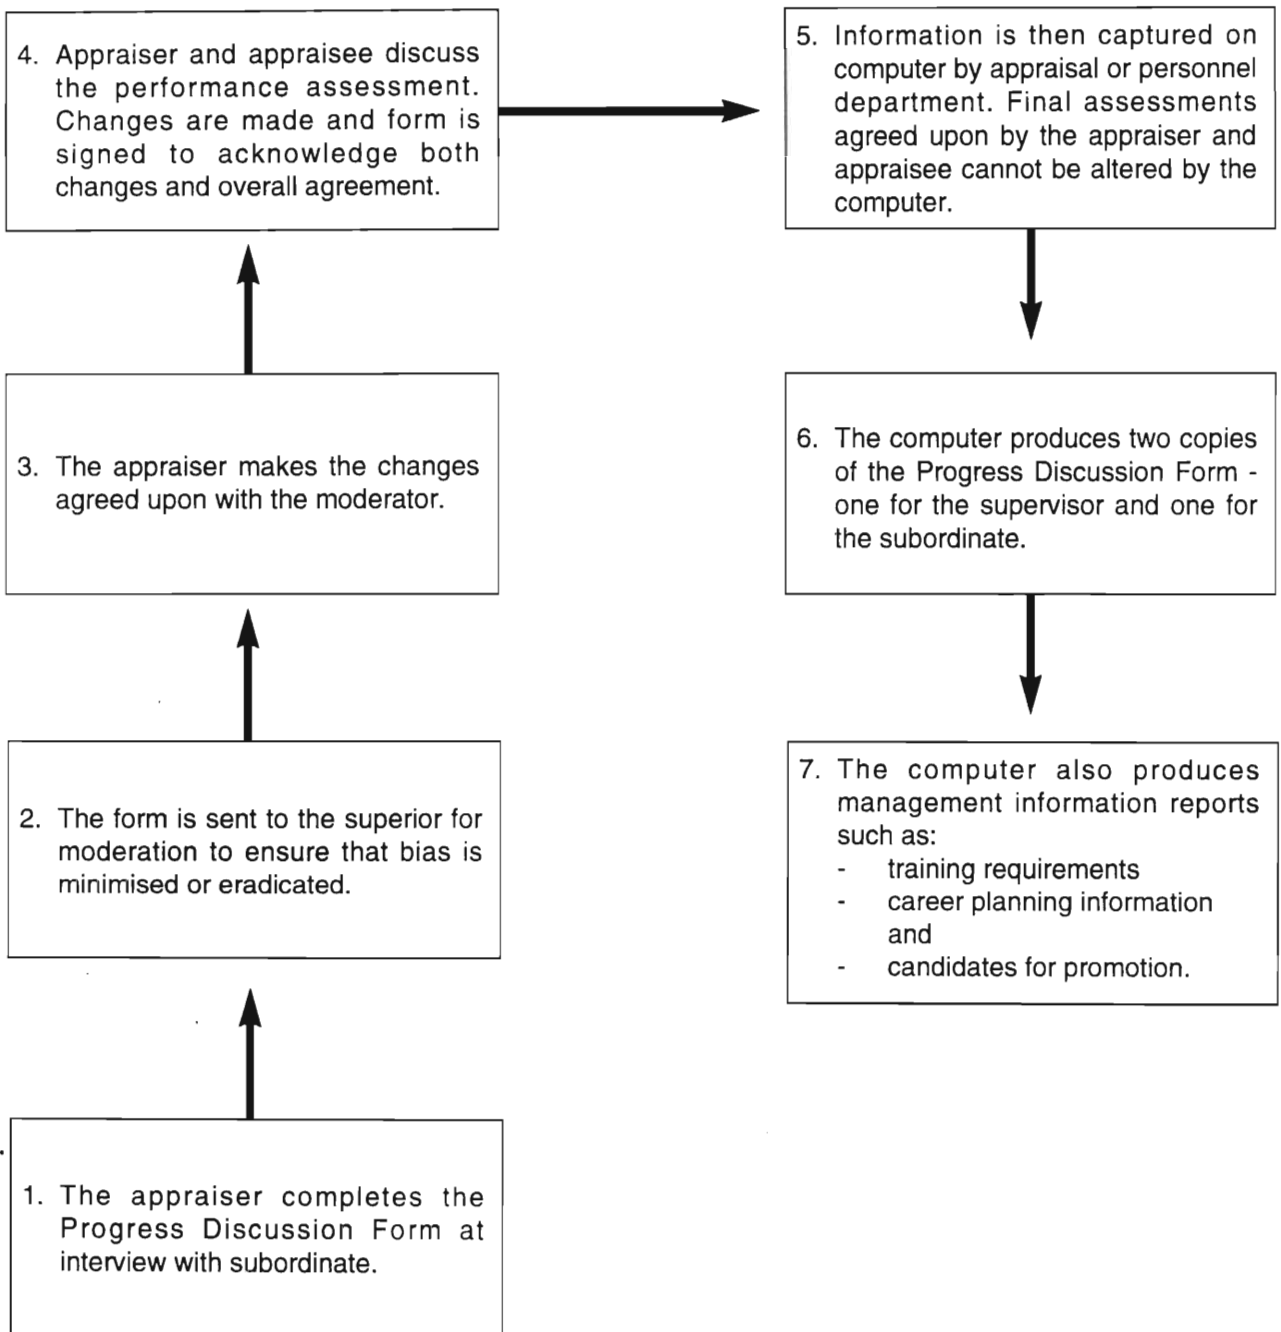 4. Appraiser and appraisee discuss
the performance assessment.
Changes are made and form is
signed to acknowledge both
changes and overall agreement.
5. Information is then captured on
computer by appraisal or personnel
department. Final assessments
agreed upon by the appraiser and
appraisee cannot be altered by the
computer.
3. The appraiser makes the changes
agreed upon with the moderator.
6. The computer produces two copies
of the Progress Discussion Form -
one for the supervisor and one for
the subordinate.
2. The form is sent to the superior for
moderation to ensure that bias is
minimised or eradicated.
7. The computer also produces
management information reports
such as:
- training requirements
- career planning information
and
- candidates for promotion.
1. The appraiser completes the
Progress Discussion Form at
interview with subordinate.